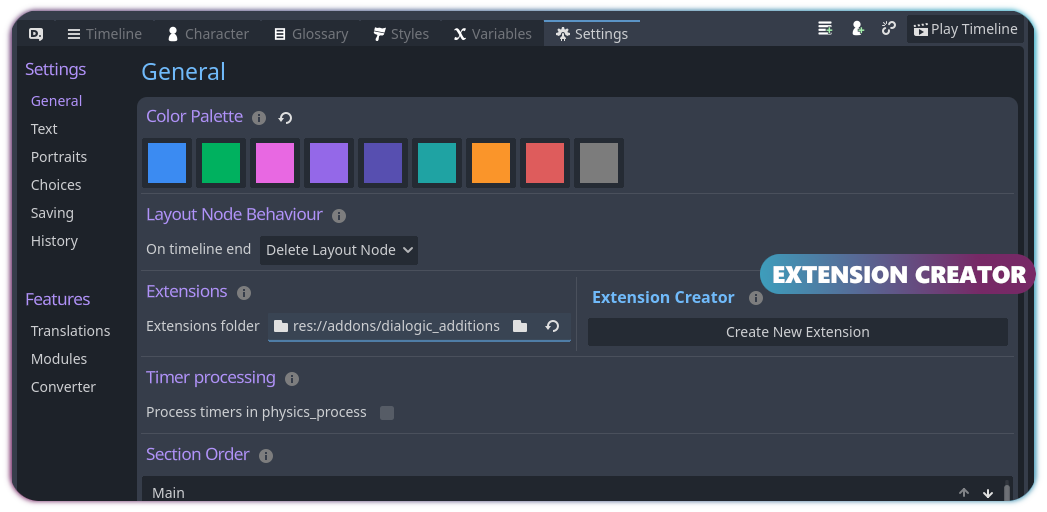 Timeline Character Glossary Styles Variables Settings Play Timeline
Settings
General
Text
Portraits
Choices
Saving
History
Features
Translations
Modules
Converter
General
Color Palette
Layout Node Behaviour
On timeline end Delete Layout Node
EXTENSION CREATOR
Extensions
Extensions folder res://addons/dialogic_additions
Extension Creator
Create New Extension
Timer processing
Process timers in physics_process
Section Order
Main